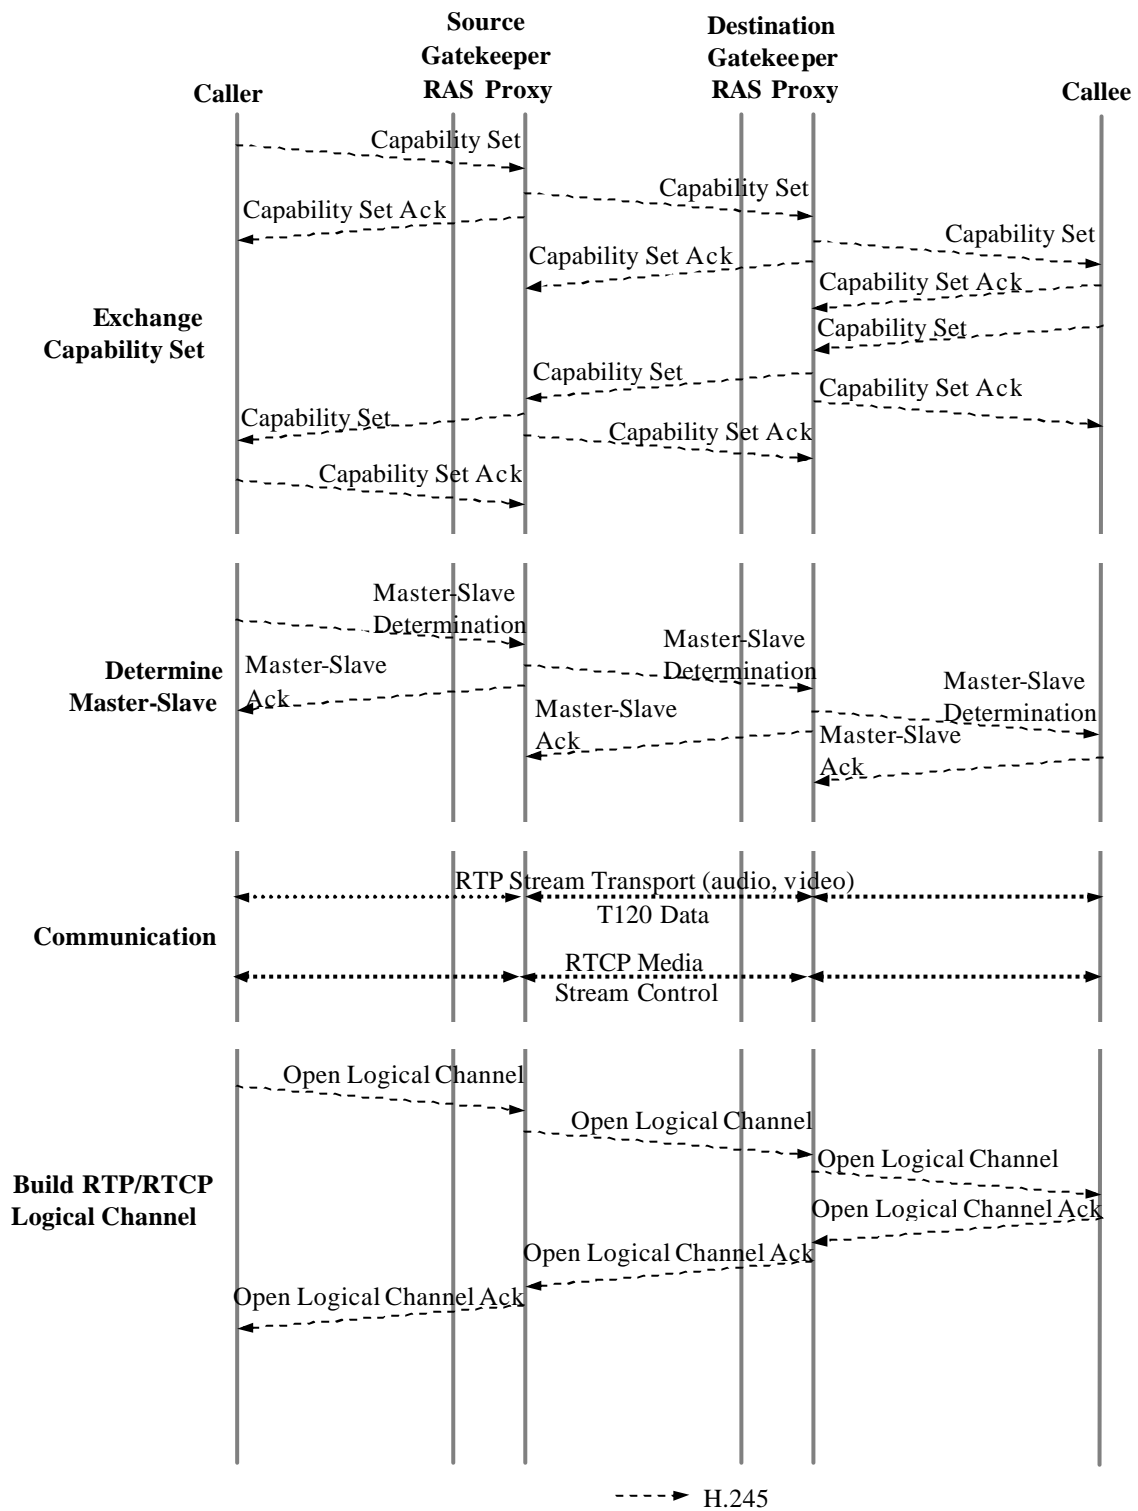 Source
Gatekeeper
RAS Proxy
Destination
Gatekeeper
RAS Proxy
Caller
Callee
Capability Set
Capability Set
Capability Set Ack
Capability Set
Capability Set Ack
Capability Set Ack
Exchange
Capability Set
Capability Set
Capability Set
Capability Set Ack
Capability Set
Capability Set Ack
Capability Set Ack
Master-Slave
Determination
Master-Slave
Determination
Determine
Master-Slave
Master-Slave
Ack
Master-Slave
Determination
Master-Slave
Ack
Master-Slave
Ack
RTP Stream Transport (audio, video)
T120 Data
Communication
RTCP Media
Stream Control
Open Logical Channel
Open Logical Channel
Open Logical Channel
Build RTP/RTCP
Logical Channel
Open Logical Channel Ack
Open Logical Channel Ack
Open Logical Channel Ack
H.245